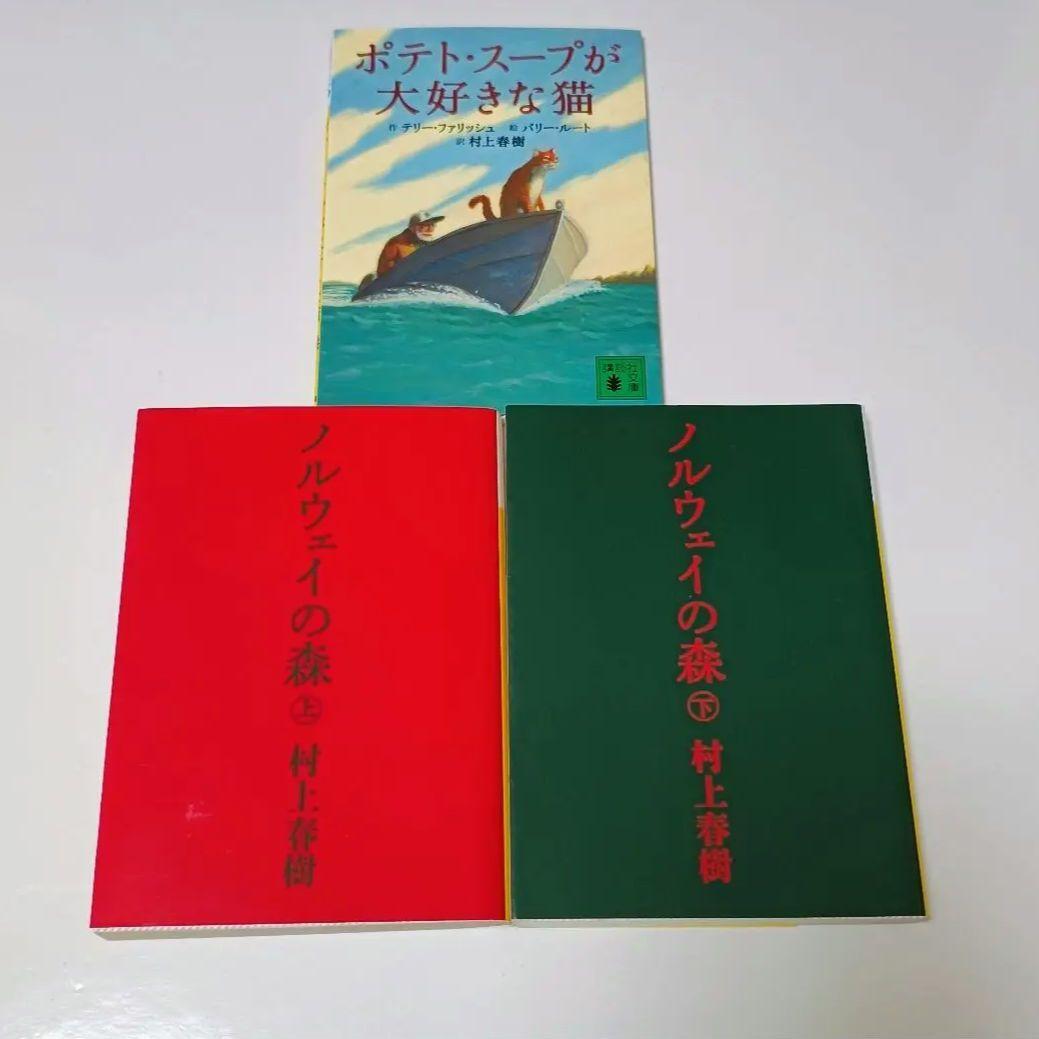 ポテト・スープが
大好きな猫
作 テリー・ファリッシュ 絵 バリー・ルート
訳 村上春樹
講談社文庫
ノルウェイの森 上 村上春樹
ノルウェイの森 下 村上春樹